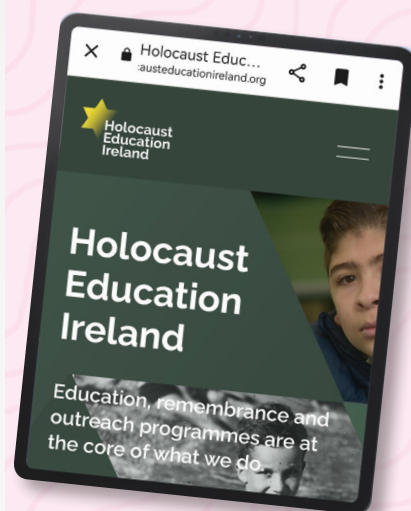 Holocaust Educ...
:austeducationireland.org
Holocaust
Education
Ireland
Holocaust
Education
Ireland
Education, remembrance and
outreach programmes are at
the core of what we do.